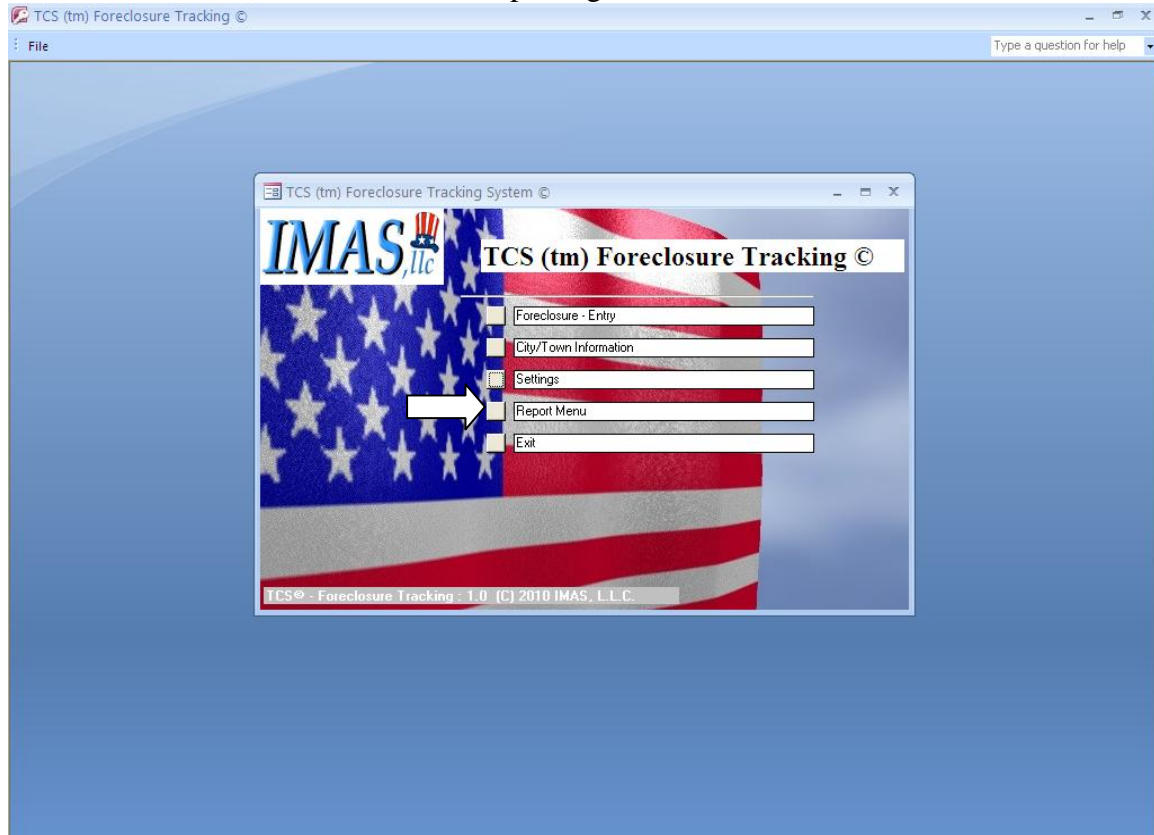 TCS (tm) Foreclosure Tracking ©
File
Type a question for help
TCS (tm) Foreclosure Tracking System ©
IMAS,llc
TCS (tm) Foreclosure Tracking ©
Foreclosure - Entry
City/Town Information
Settings
Report Menu
Exit
TCS© - Foreclosure Tracking : 1.0 (C) 2010 IMAS, L.L.C.